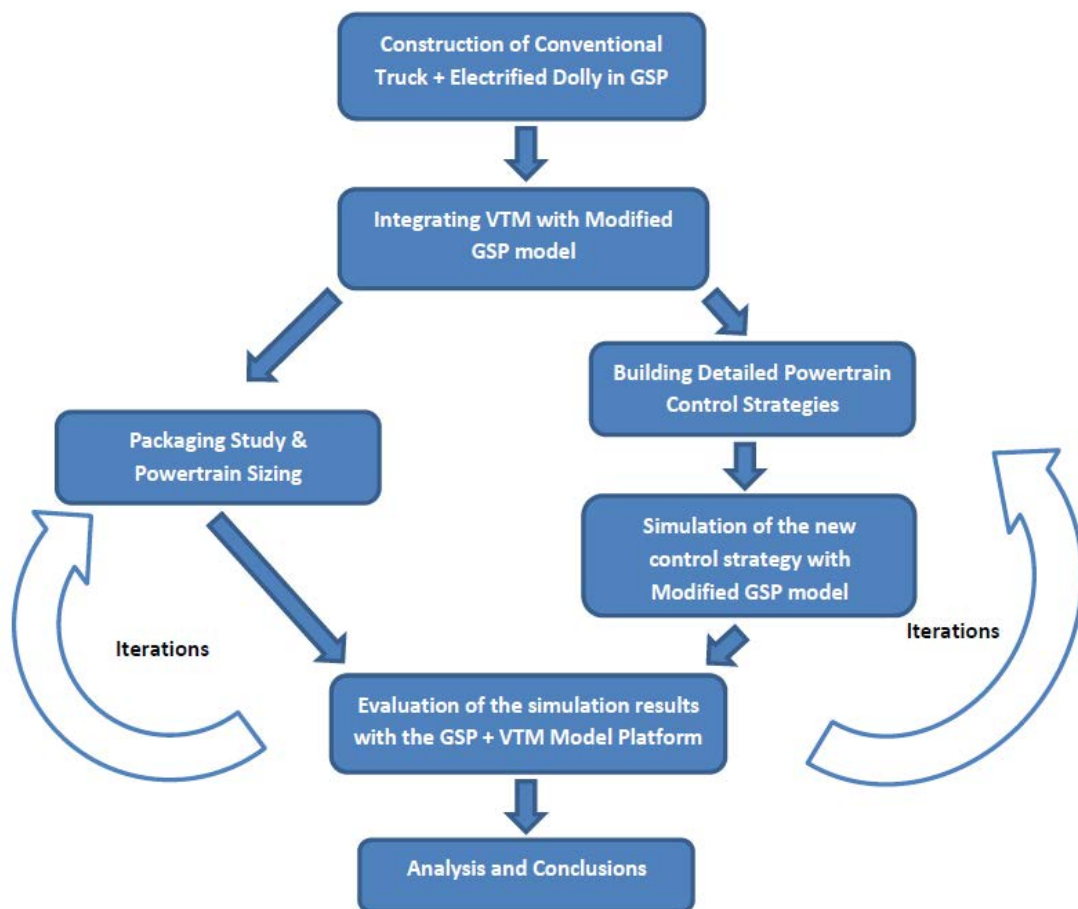 Construction of Conventional
Truck + Electrified Dolly in GSP
Integrating VTM with Modified
GSP model
Building Detailed Powertrain
Control Strategies
Packaging Study &
Powertrain Sizing
Simulation of the new
control strategy with
Modified GSP model
Iterations
Iterations
Evaluation of the simulation results
with the GSP + VTM Model Platform
Analysis and Conclusions